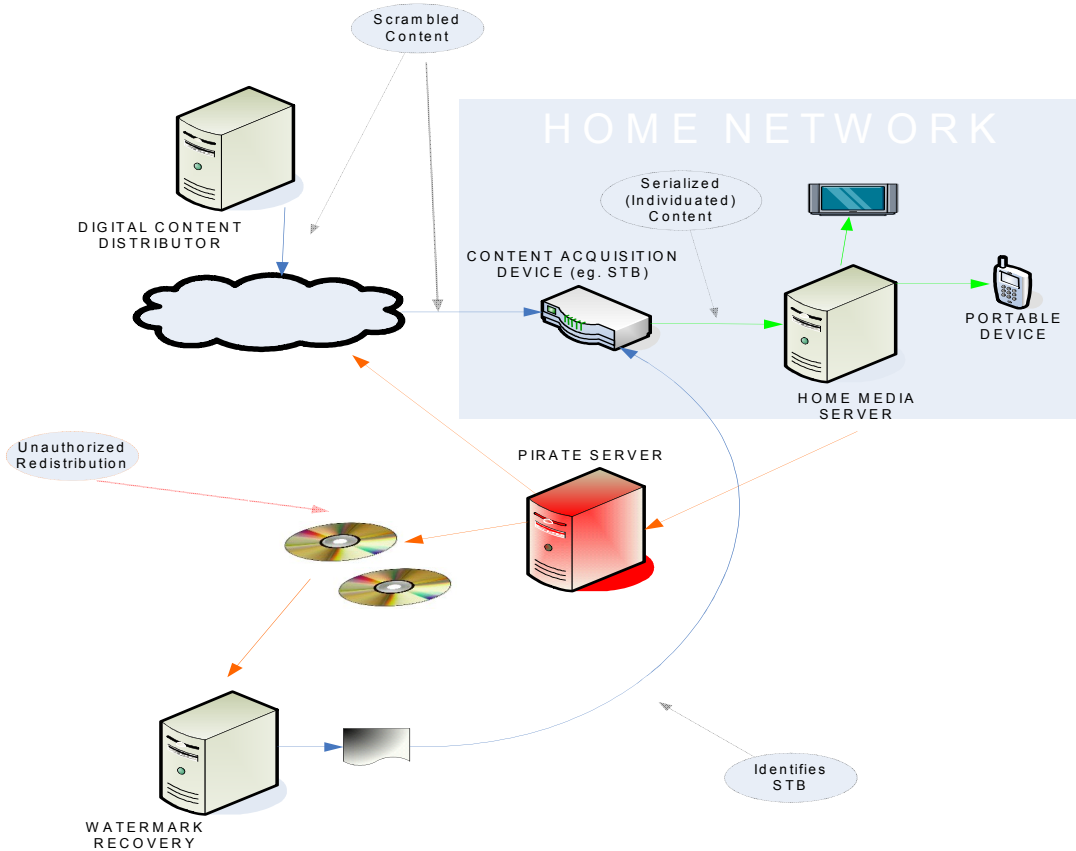 Scrambled
Content
HOME NETWORK
Serialized
(Individuated)
Content
DIGITAL CONTENT
DISTRIBUTOR
CONTENT ACQUISITION
DEVICE (eg. STB)
PORTABLE
DEVICE
HOME MEDIA
SERVER
Unauthorized
Redistribution
PIRATE SERVER
Identifies
STB
WATERMARK
RECOVERY